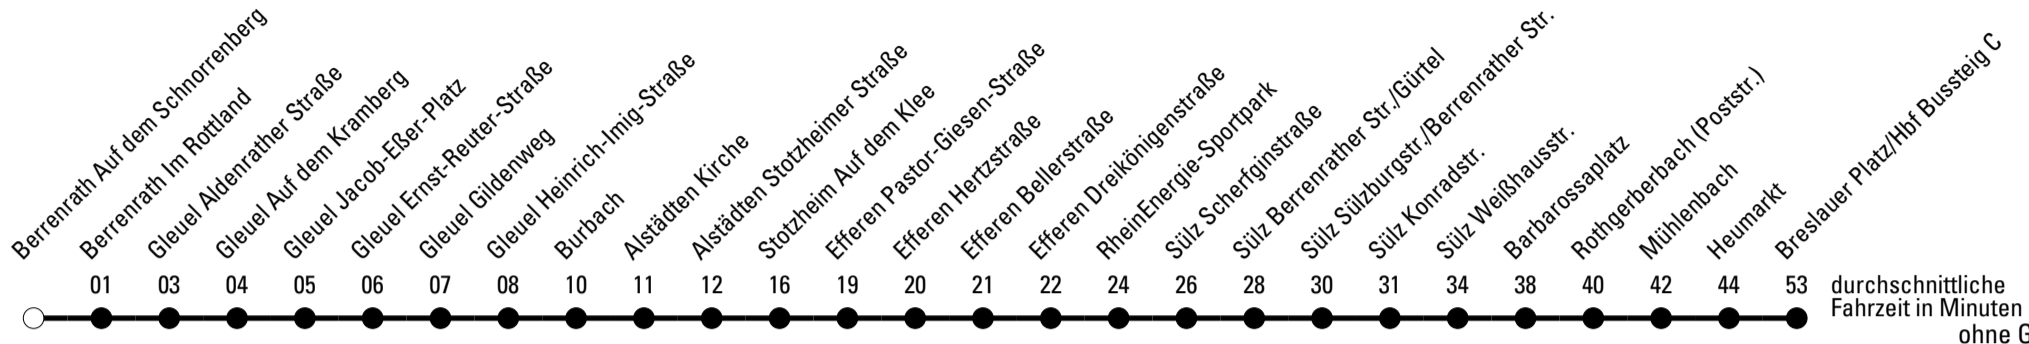 Berrenrath Auf dem Schnorrenberg
Berrenrath Im Rottland
Gleuel Aldenrather Straße
Gleuel Auf dem Kramberg
Gleuel Jacob-Eßer-Platz
Gleuel Ernst-Reuter-Straße
Gleuel Gildenweg
Gleuel Heinrich-Imig-Straße
Burbach
Alstädten Kirche
Alstädten Stotzheimer Straße
Stotzheim Auf dem Klee
Efferen Pastor-Giesen-Straße
Efferen Hertzstraße
Efferen Bellerstraße
Efferen Dreikönigenstraße
RheinEnergie-Sportpark
Sülz Scherfginstraße
Sülz Berrenrather Str./Gürtel
Sülz Sülzburgstr./Berrenrather Str.
Sülz Konradstr.
Sülz Weißhausstr.
Barbarossaplatz
Rothgerberbach (Poststr.)
Mühlenbach
Heumarkt
Breslauer Platz/Hbf Bussteig C
01 03 04 05 06 07 08 10 11 12 16 19 20 21 22 24 26 28 30 31 34 38 40 42 44 53 durchschnittliche
Fahrzeit in Minuten
ohne G